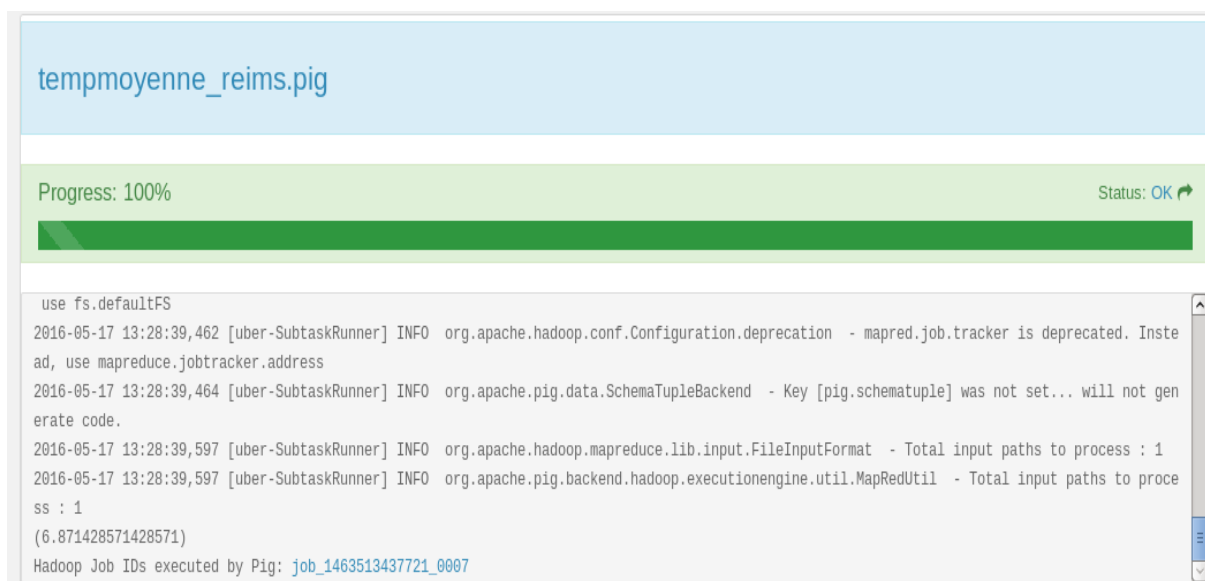 tempmoyenne_reims.pig
Progress: 100%
Status: OK
use fs.defaultFS
2016-05-17 13:28:39,462 [uber-SubtaskRunner] INFO  org.apache.hadoop.conf.Configuration.deprecation  - mapred.job.tracker is deprecated. Inste
ad, use mapreduce.jobtracker.address
2016-05-17 13:28:39,464 [uber-SubtaskRunner] INFO  org.apache.pig.data.SchemaTupleBackend  - Key [pig.schematuple] was not set... will not gen
erate code.
2016-05-17 13:28:39,597 [uber-SubtaskRunner] INFO  org.apache.hadoop.mapreduce.lib.input.FileInputFormat  - Total input paths to process : 1
2016-05-17 13:28:39,597 [uber-SubtaskRunner] INFO  org.apache.pig.backend.hadoop.executionengine.util.MapRedUtil  - Total input paths to proce
ss : 1
(6.871428571428571)
Hadoop Job IDs executed by Pig: job_1463513437721_0007